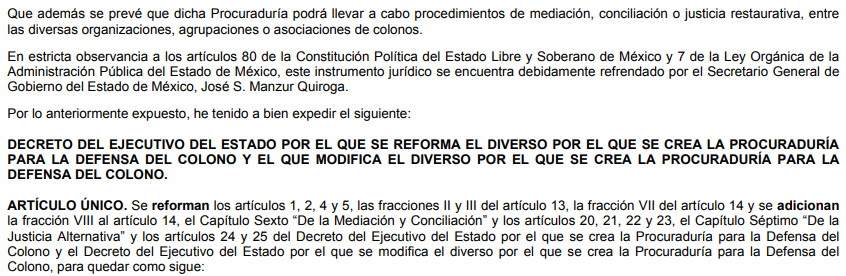 Que además se prevé que dicha Procuraduría podrá llevar a cabo procedimientos de mediación, conciliación o justicia restaurativa, entre
las diversas organizaciones, agrupaciones o asociaciones de colonos.
En estricta observancia a los artículos 80 de la Constitución Política del Estado Libre y Soberano de México y 7 de la Ley Orgánica de la
Administración Pública del Estado de México, este instrumento jurídico se encuentra debidamente refrendado por el Secretario General de
Gobierno del Estado de México, José S. Manzur Quiroga.
Por lo anteriormente expuesto, he tenido a bien expedir el siguiente:
DECRETO DEL EJECUTIVO DEL ESTADO POR EL QUE SE REFORMA EL DIVERSO POR EL QUE SE CREA LA PROCURADURÍA
PARA LA DEFENSA DEL COLONO Y EL QUE MODIFICA EL DIVERSO POR EL QUE SE CREA LA PROCURADURÍA PARA LA
DEFENSA DEL COLONO.
ARTÍCULO ÚNICO. Se reforman los artículos 1, 2, 4 y 5, las fracciones II y III del artículo 13, la fracción VII del artículo 14 y se adicionan
la fracción VIII al artículo 14, el Capítulo Sexto “De la Mediación y Conciliación” y los artículos 20, 21, 22 y 23, el Capítulo Séptimo “De la
Justicia Alternativa” y los artículos 24 y 25 del Decreto del Ejecutivo del Estado por el que se crea la Procuraduría para la Defensa del
Colono y el Decreto del Ejecutivo del Estado por el que se modifica el diverso por el que se crea la Procuraduría para la Defensa del
Colono, para quedar como sigue: